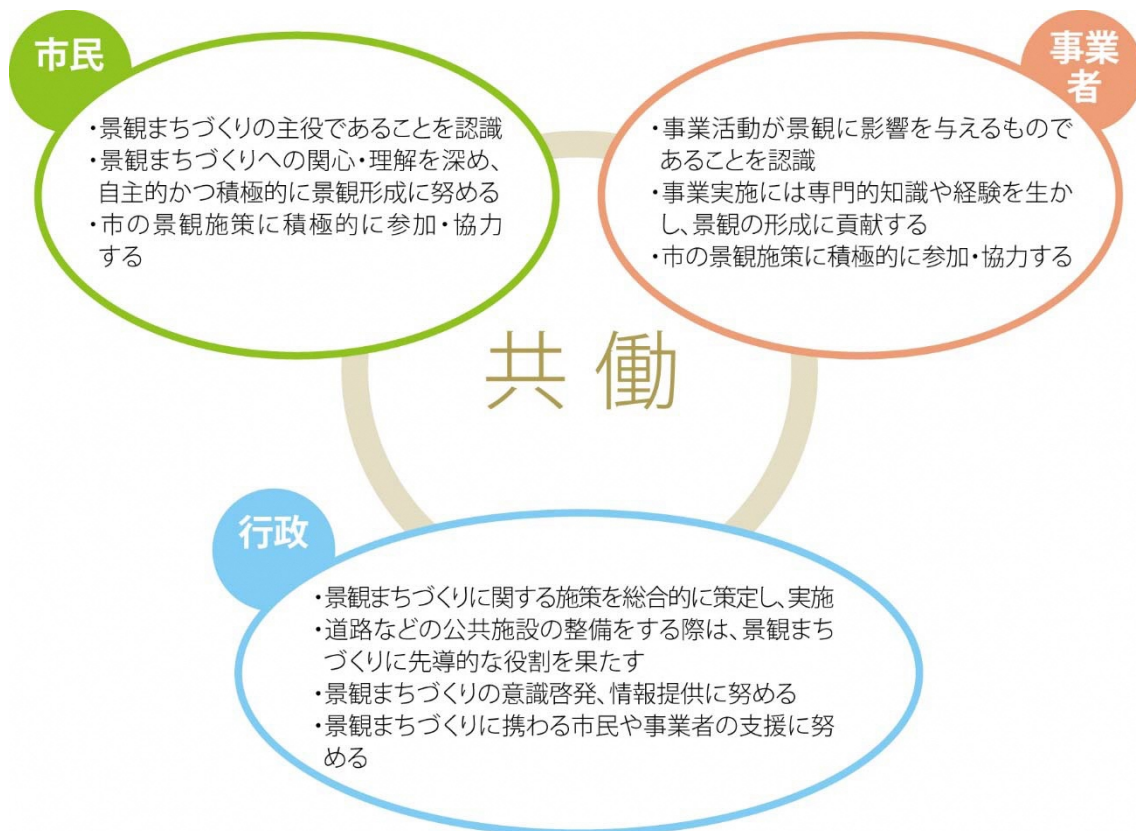 市民
・景観まちづくりの主役であることを認識
・景観まちづくりへの関心・理解を深め、
自主的かつ積極的に景観形成に努める
・市の景観施策に積極的に参加・協力
する
事業
者
・事業活動が景観に影響を与えるもので
あることを認識
・事業実施には専門的知識や経験を生か
し、景観の形成に貢献する
・市の景観施策に積極的に参加・協力する
共働
行政
・景観まちづくりに関する施策を総合的に策定し、実施
・道路などの公共施設の整備をする際は、景観まち
づくりに先導的な役割を果たす
・景観まちづくりの意識啓発、情報提供に努める
・景観まちづくりに携わる市民や事業者の支援に努
める